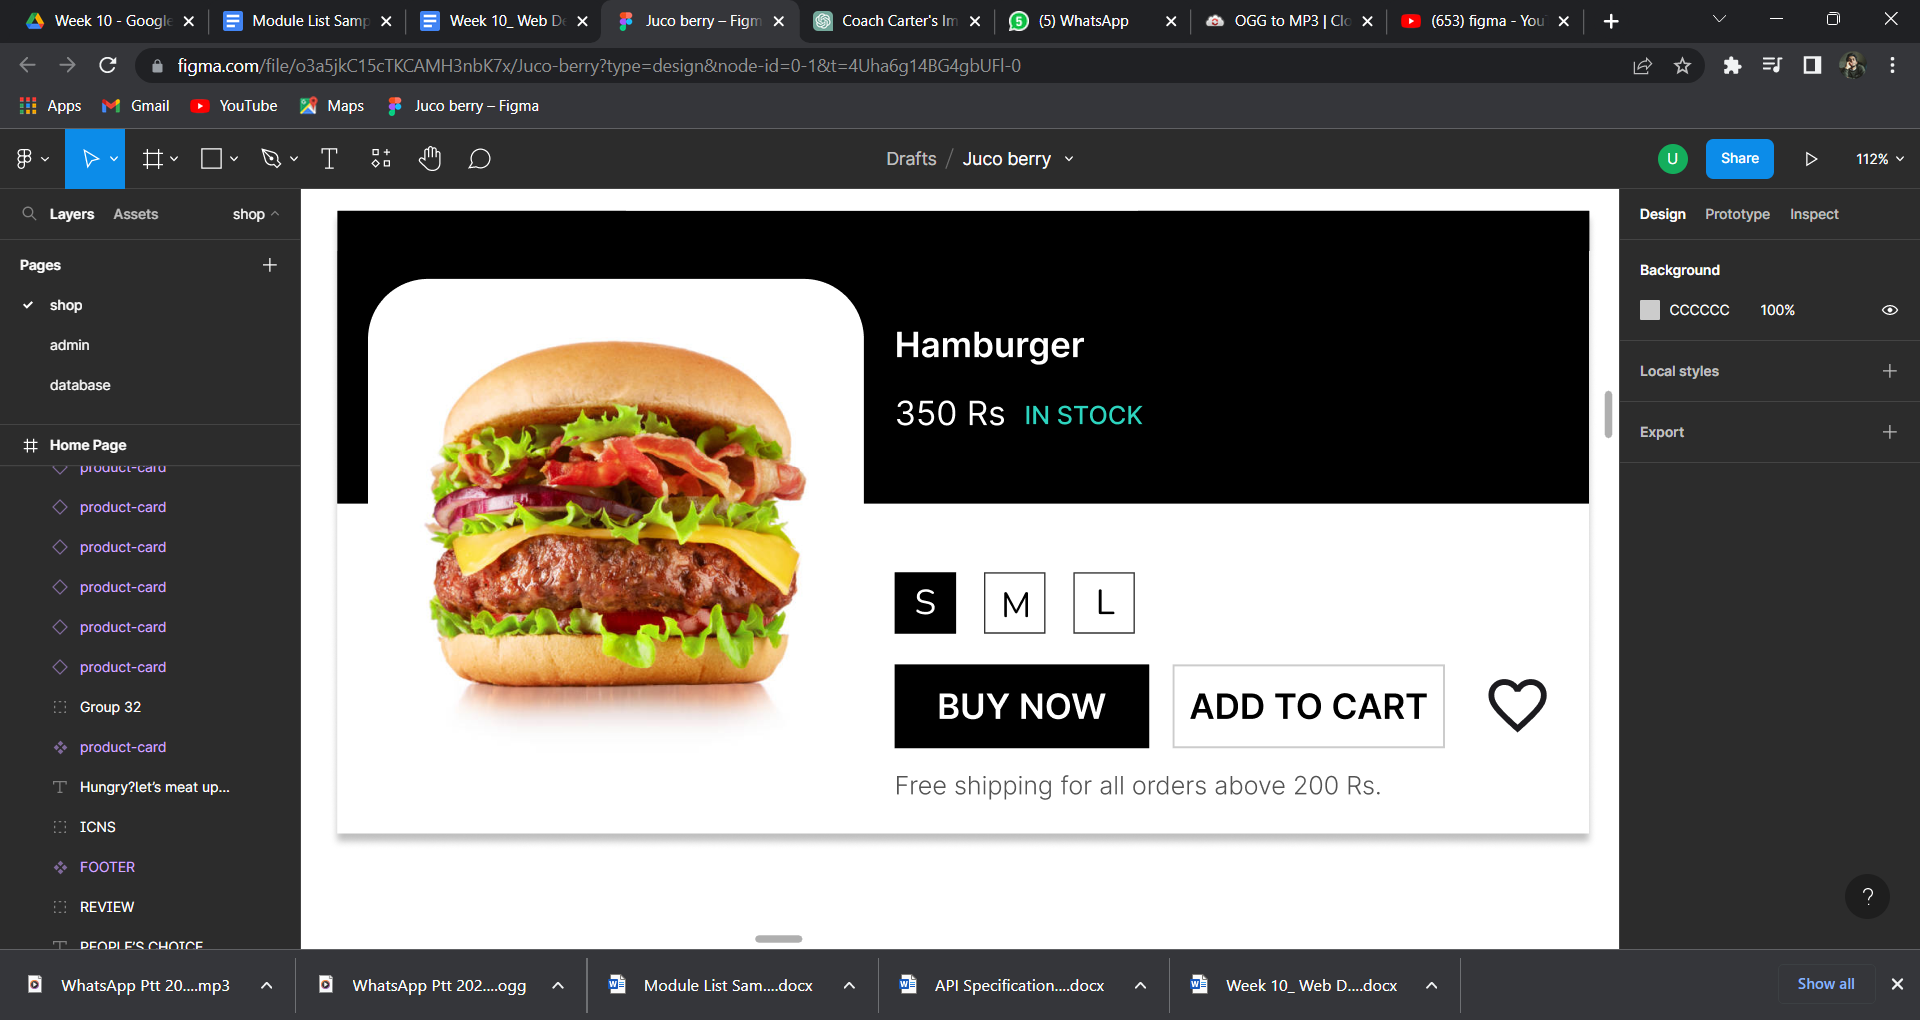 Week 10 - Google
Module List Samp
Week 10_ Web De
Juco berry – Figm
Coach Carter's Im
(5) WhatsApp
OGG to MP3 | Clo
(653) figma - You
figma.com/file/o3a5jkC15cTKCAMH3nbK7x/Juco-berry?type=design&node-id=0-1&t=4Uha6g14BG4gbUFI-0
Apps
Gmail
YouTube
Maps
Juco berry – Figma
Drafts / Juco berry
U
Share
112%
Layers
Assets
shop
Pages
shop
admin
database
Home Page
product-card
product-card
product-card
product-card
product-card
product-card
Group 32
product-card
Hungry?let's meat up...
ICNS
FOOTER
REVIEW
PEOPLE'S CHOICE
Hamburger
350 Rs IN STOCK
S M L
BUY NOW
ADD TO CART
Free shipping for all orders above 200 Rs.
Design
Prototype
Inspect
Background
CCCCCC 100%
Local styles
Export
?
WhatsApp Ptt 20....mp3
WhatsApp Ptt 202....ogg
Module List Sam....docx
API Specification....docx
Week 10_ Web D....docx
Show all